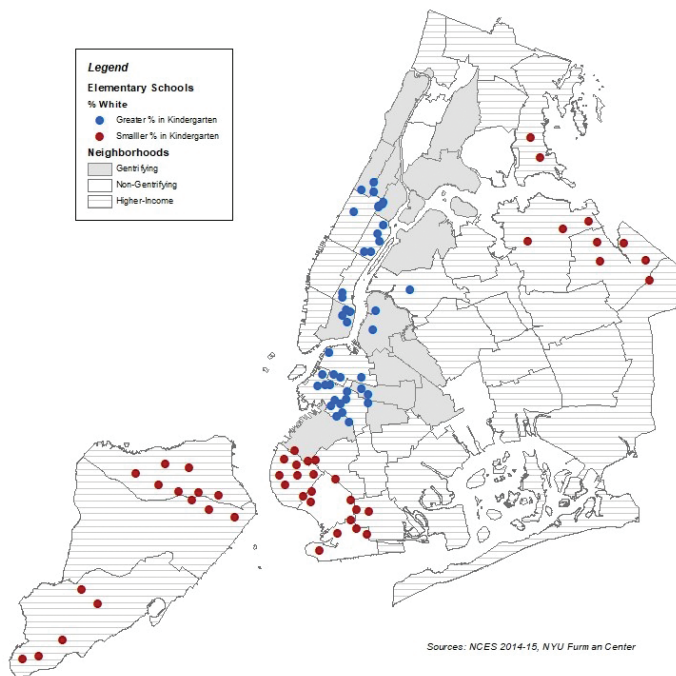 Legend
Elementary Schools
% White
Greater % in Kindergarten
Smalller % in Kindergarten
Neighborhoods
Gentrifying
Non-Gentrifying
Higher-Income
Sources: NCES 2014-15, NYU Furman Center